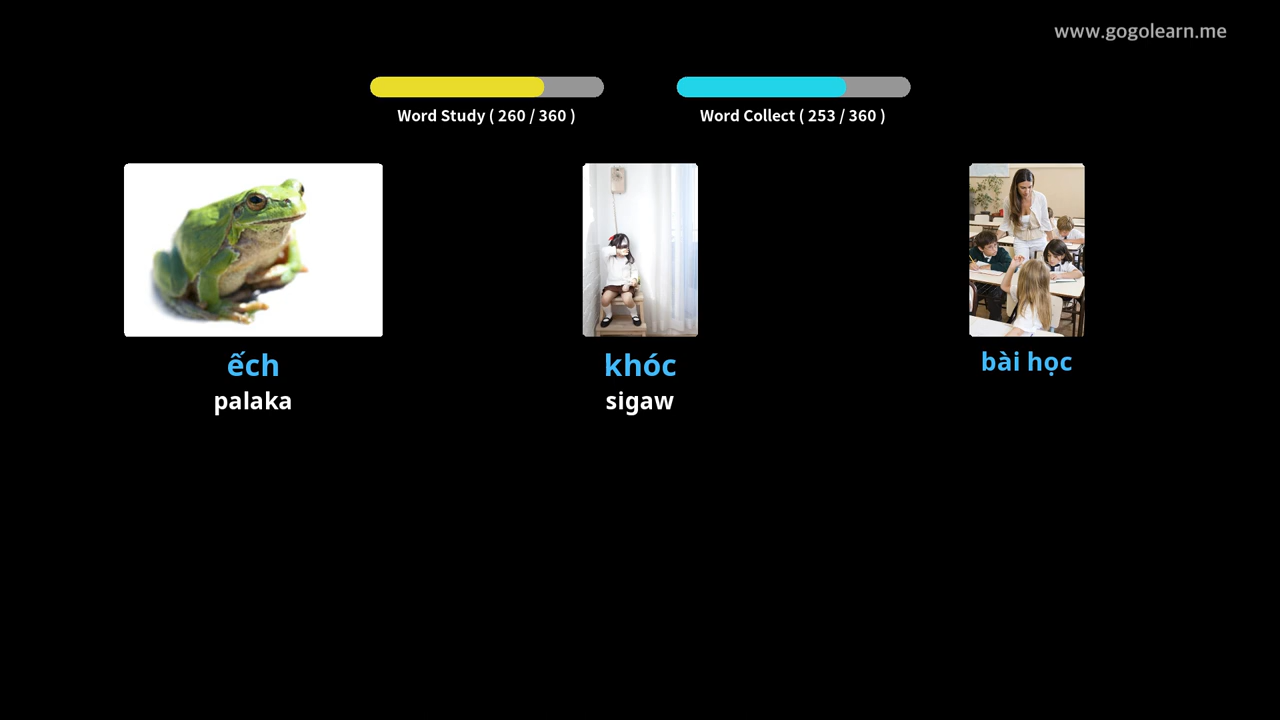 www.gogolearn.me
Word Study ( 260 / 360 )
Word Collect ( 253 / 360 )
ếch
palaka
khóc
sigaw
bài học